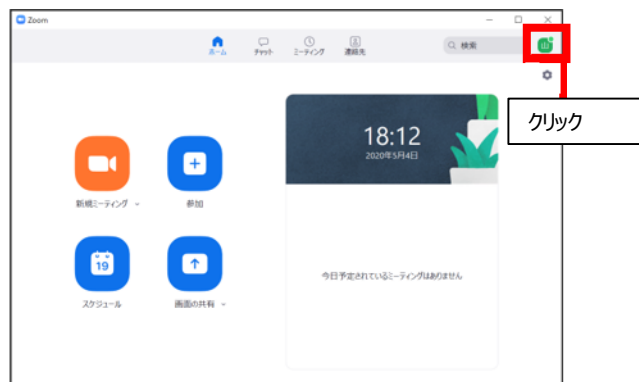 Zoom
ホーム
チャット
ミーティング
連絡先
検索
山
クリック
18:12
2020年5月4日
新規ミーティング
参加
19
スケジュール
画面の共有
今日予定されているミーティングはありません